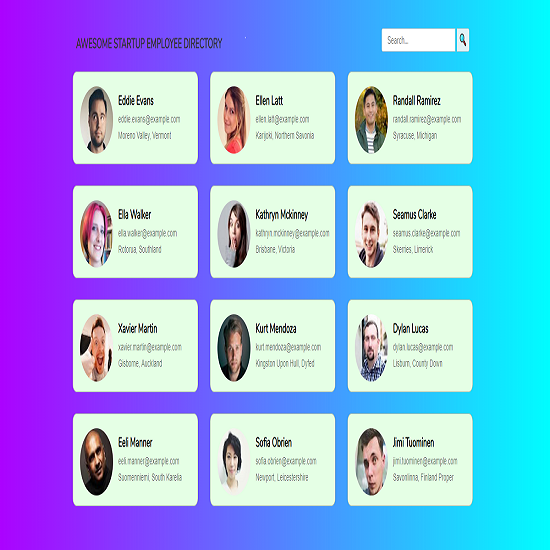 AWESOME STARTUP EMPLOYEE DIRECTORY
Search...
Eddie Evans
eddie.evans@example.com
Moreno Valley, Vermont
Ellen Latt
ellen.latt@example.com
Karijoki, Northern Savonia
Randall Ramirez
randall.ramirez@example.com
Syracuse, Michigan
Ella Walker
ella.walker@example.com
Rotorua, Southland
Kathryn Mckinney
kathryn.mckinney@example.com
Brisbane, Victoria
Seamus Clarke
seamus.clarke@example.com
Skerries, Limerick
Xavier Martin
xavier.martin@example.com
Gisborne, Auckland
Kurt Mendoza
kurt.mendoza@example.com
Kingston Upon Hull, Dyfed
Dylan Lucas
dylan.lucas@example.com
Lisburn, County Down
Eeli Manner
eeli.manner@example.com
Suomenniemi, South Karelia
Sofia Obrien
sofia.obrien@example.com
Newport, Leicestershire
Jimi Tuominen
jimi.tuominen@example.com
Savonlinna, Finland Proper